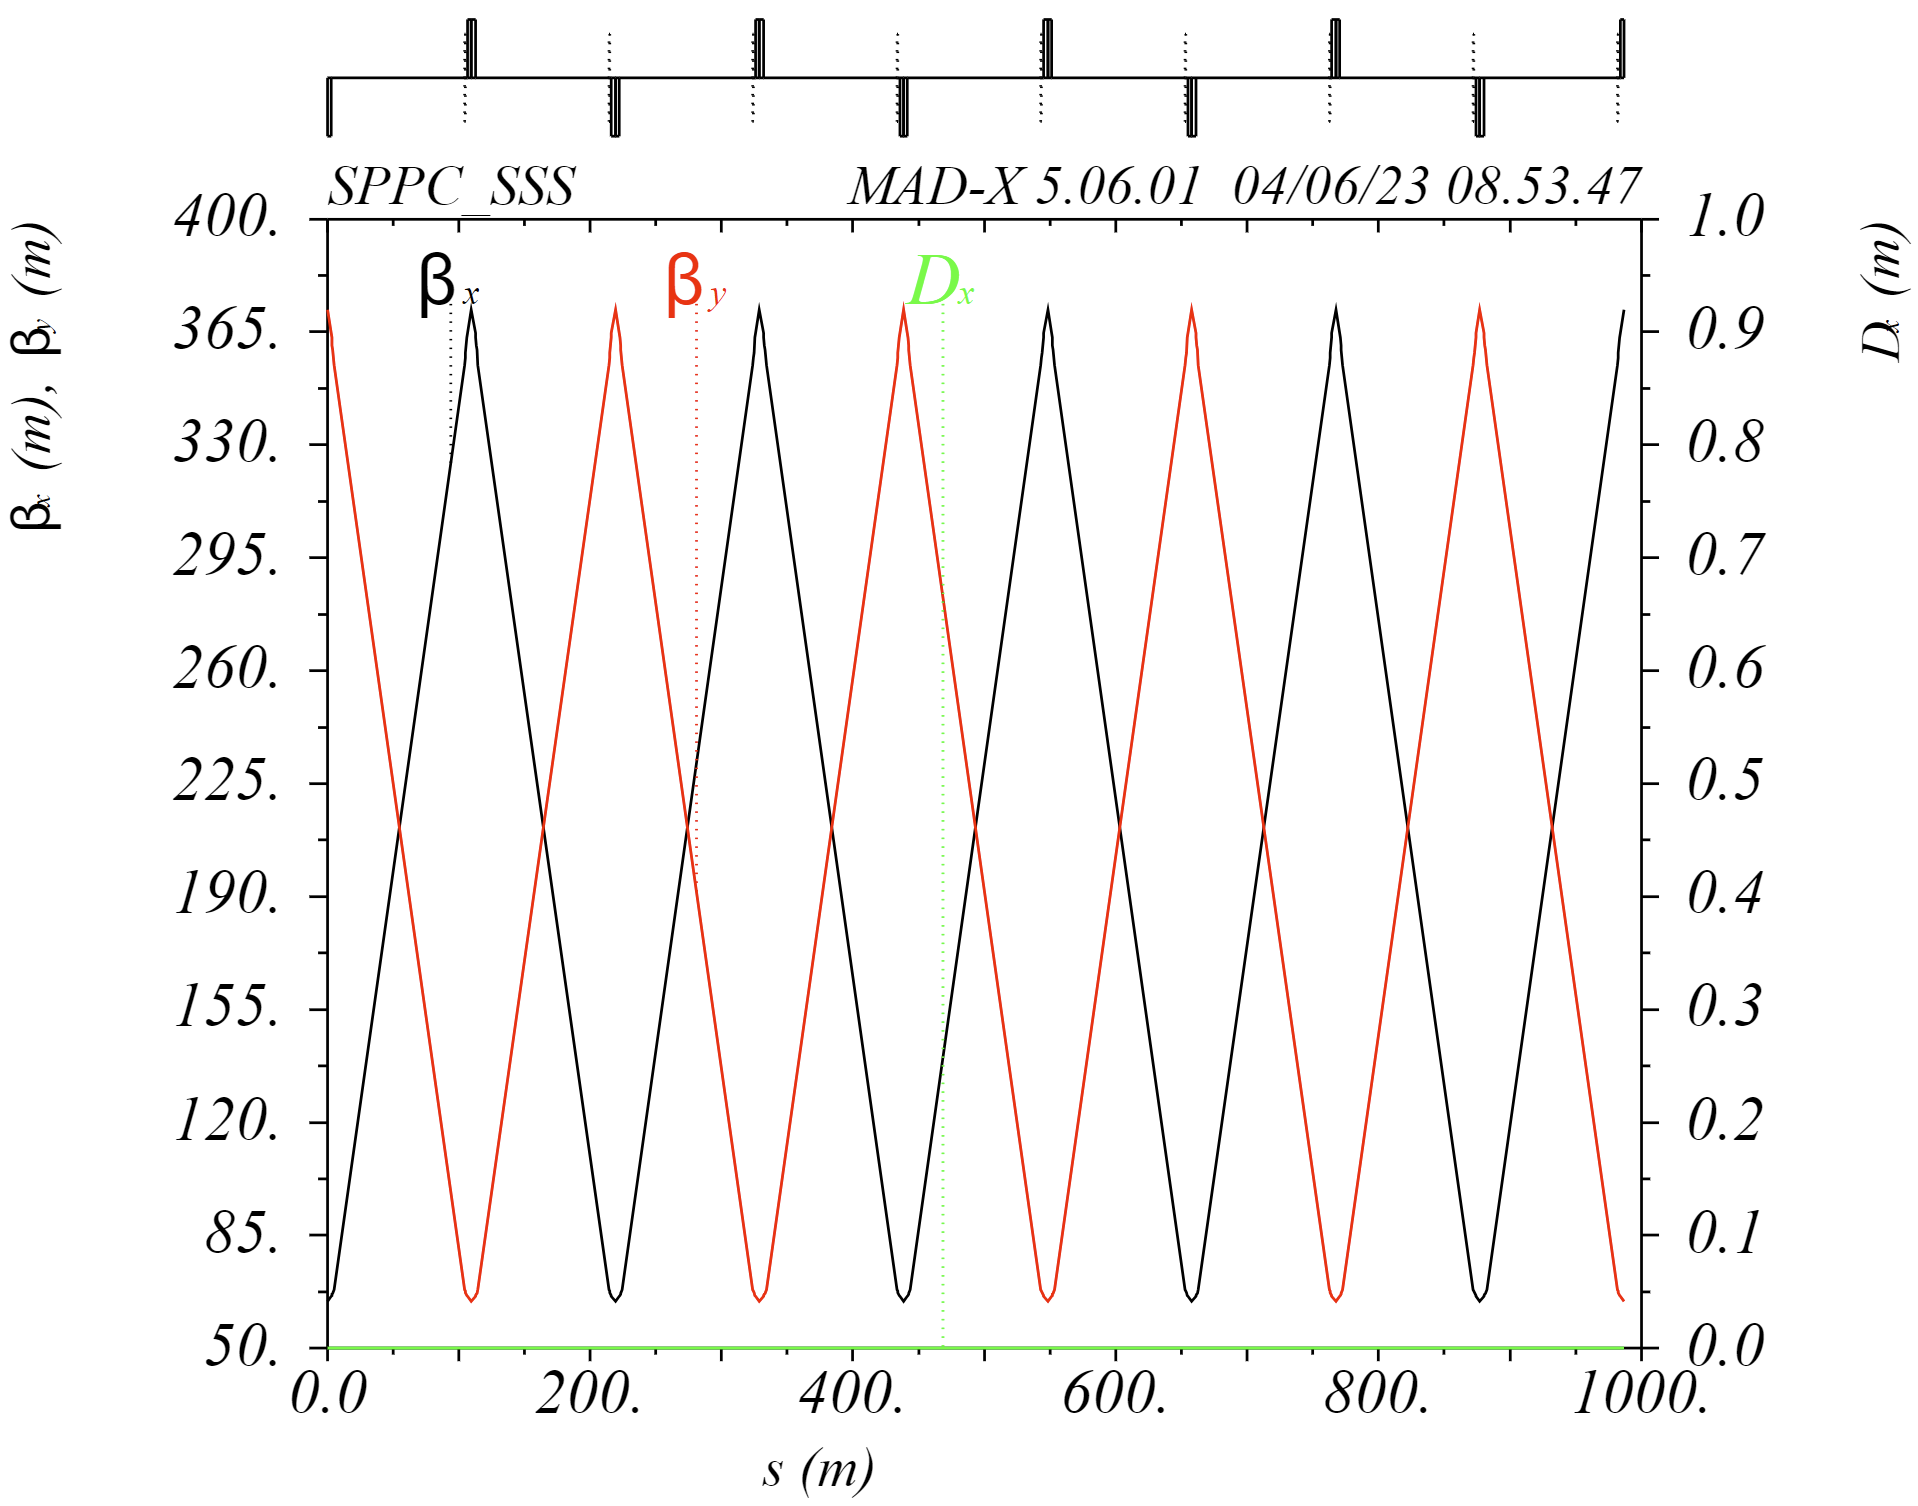 SPPC_SSS MAD-X 5.06.01 04/06/23 08.53.47
400. 1.0
βx βy Dx
365. 0.9
330. 0.8
295. 0.7
260. 0.6
225. 0.5
190. 0.4
155. 0.3
120. 0.2
85. 0.1
50. 0.0
0.0 200. 400. 600. 800. 1000.
s (m)
βx (m), βy (m)
Dx (m)